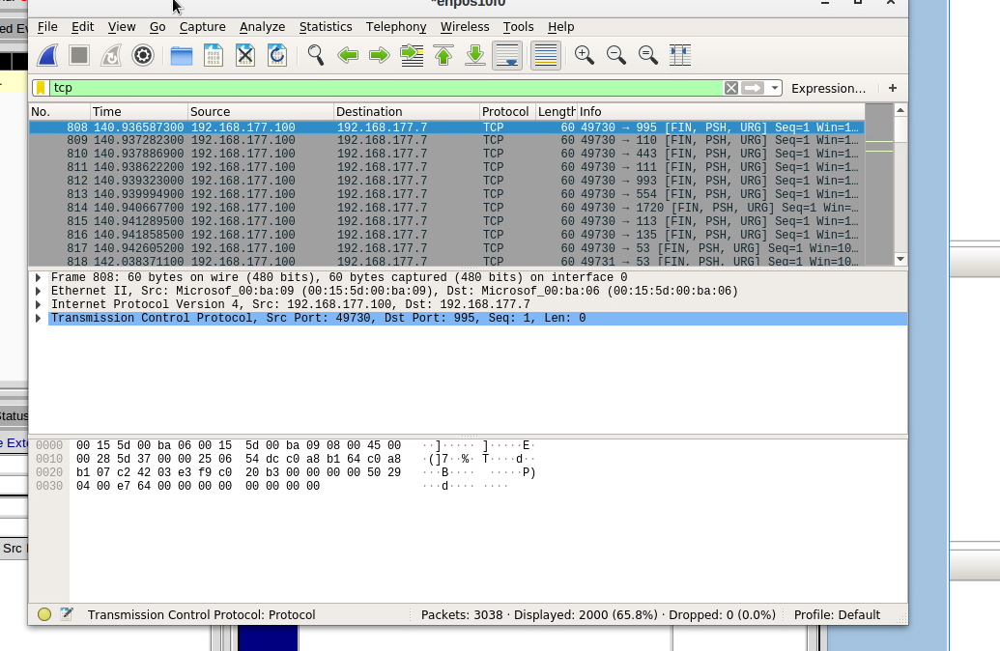 *enp0s10f0
File Edit View Go Capture Analyze Statistics Telephony Wireless Tools Help
ed Ev
tcp Expression... +
No. Time Source Destination Protocol Length Info
808 140.936587300 192.168.177.100 192.168.177.7 TCP 60 49730 → 995 [FIN, PSH, URG] Seq=1 Win=1…
809 140.937282300 192.168.177.100 192.168.177.7 TCP 60 49730 → 110 [FIN, PSH, URG] Seq=1 Win=1…
810 140.937886900 192.168.177.100 192.168.177.7 TCP 60 49730 → 443 [FIN, PSH, URG] Seq=1 Win=1…
811 140.938622200 192.168.177.100 192.168.177.7 TCP 60 49730 → 111 [FIN, PSH, URG] Seq=1 Win=1…
812 140.939323000 192.168.177.100 192.168.177.7 TCP 60 49730 → 993 [FIN, PSH, URG] Seq=1 Win=1…
813 140.939994900 192.168.177.100 192.168.177.7 TCP 60 49730 → 554 [FIN, PSH, URG] Seq=1 Win=1…
814 140.940667700 192.168.177.100 192.168.177.7 TCP 60 49730 → 1720 [FIN, PSH, URG] Seq=1 Win=…
815 140.941289500 192.168.177.100 192.168.177.7 TCP 60 49730 → 113 [FIN, PSH, URG] Seq=1 Win=1…
816 140.941858500 192.168.177.100 192.168.177.7 TCP 60 49730 → 135 [FIN, PSH, URG] Seq=1 Win=1…
817 140.942605200 192.168.177.100 192.168.177.7 TCP 60 49730 → 53 [FIN, PSH, URG] Seq=1 Win=10…
818 142.038371100 192.168.177.100 192.168.177.7 TCP 60 49731 → 53 [FIN, PSH, URG] Seq=1 Win=10…
Frame 808: 60 bytes on wire (480 bits), 60 bytes captured (480 bits) on interface 0
Ethernet II, Src: Microsof_00:ba:09 (00:15:5d:00:ba:09), Dst: Microsof_00:ba:06 (00:15:5d:00:ba:06)
Internet Protocol Version 4, Src: 192.168.177.100, Dst: 192.168.177.7
Transmission Control Protocol, Src Port: 49730, Dst Port: 995, Seq: 1, Len: 0
Status
e Exte
Src
0000 00 15 5d 00 ba 06 00 15 5d 00 ba 09 08 00 45 00 ··]····· ]·····E·
0010 00 28 5d 37 00 00 25 06 54 dc c0 a8 b1 64 c0 a8 ·(]7··%· T····d··
0020 b1 07 c2 42 03 e3 f9 c0 20 b3 00 00 00 00 50 29 ···B···· ·····P)
0030 04 00 e7 64 00 00 00 00 00 00 00 00 ···d···· ····
Transmission Control Protocol: Protocol Packets: 3038 · Displayed: 2000 (65.8%) · Dropped: 0 (0.0%) Profile: Default